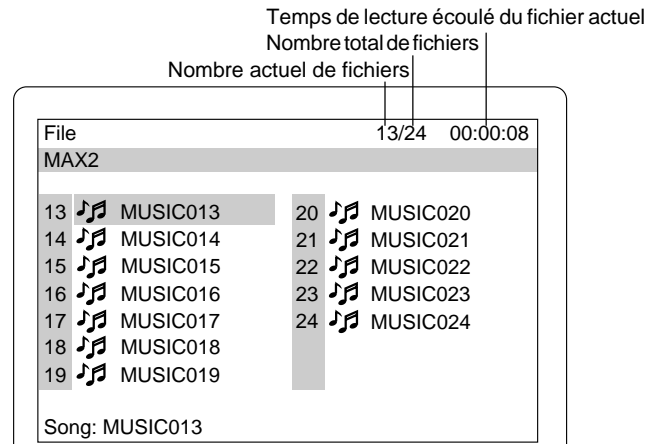 Temps de lecture écoulé du fichier actuel
Nombre total de fichiers
Nombre actuel de fichiers
File 13/24 00:00:08
MAX2
13 MUSIC013 20 MUSIC020
14 MUSIC014 21 MUSIC021
15 MUSIC015 22 MUSIC022
16 MUSIC016 23 MUSIC023
17 MUSIC017 24 MUSIC024
18 MUSIC018
19 MUSIC019
Song: MUSIC013